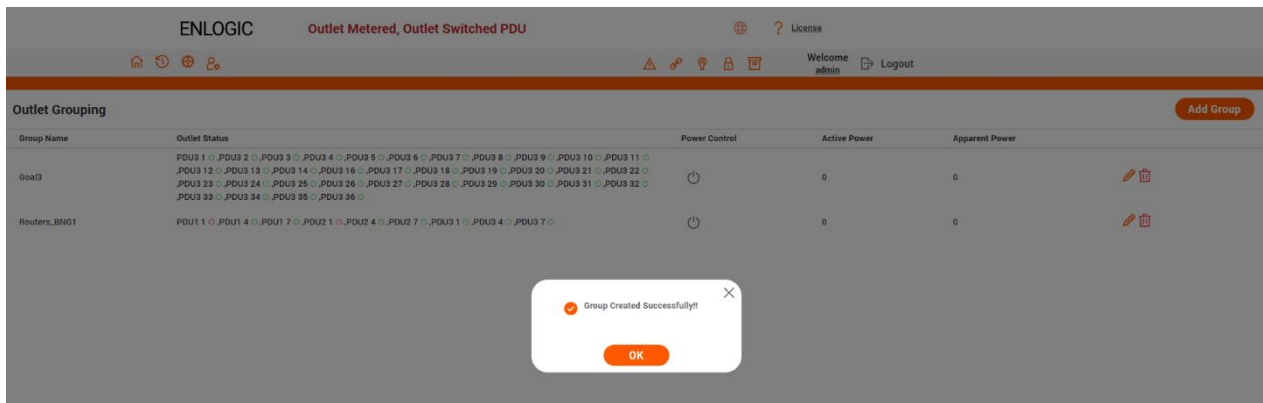 ENLOGIC Outlet Metered, Outlet Switched PDU ? License
Welcome admin Logout
Outlet Grouping Add Group
Group Name Outlet Status Power Control Active Power Apparent Power
PDU3 1 ,PDU3 2 ,PDU3 3 ,PDU3 4 ,PDU3 5 ,PDU3 6 ,PDU3 7 ,PDU3 8 ,PDU3 9 ,PDU3 10 ,PDU3 11
,PDU3 12 ,PDU3 13 ,PDU3 14 ,PDU3 16 ,PDU3 17 ,PDU3 18 ,PDU3 19 ,PDU3 20 ,PDU3 21 ,PDU3 22
Goal3 0 0
,PDU3 23 ,PDU3 24 ,PDU3 25 ,PDU3 26 ,PDU3 27 ,PDU3 28 ,PDU3 29 ,PDU3 30 ,PDU3 31 ,PDU3 32
,PDU3 33 ,PDU3 34 ,PDU3 35 ,PDU3 36
Routers_BNG1 PDU1 1 ,PDU1 4 ,PDU1 7 ,PDU2 1 ,PDU2 4 ,PDU2 7 ,PDU3 1 ,PDU3 4 ,PDU3 7 0 0
Group Created Successfully!!
OK